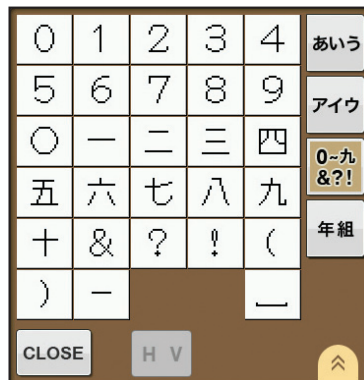 0 1 2 3 4
5 6 7 8 9
〇 一 二 三 四
五 六 七 八 九
十 & ? ! (
) ー ⎵
あいう
アイウ
0~九
&?!
年組
CLOSE
H V